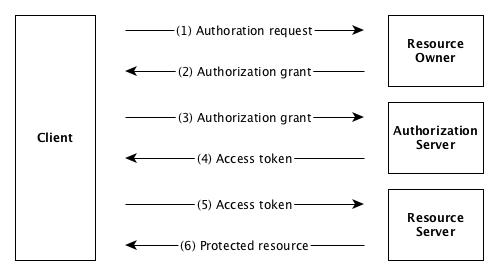 (1) Authoration request
Resource
Owner
(2) Authorization grant
(3) Authorization grant
Client
Authorization
Server
(4) Access token
(5) Access token
Resource
Server
(6) Protected resource